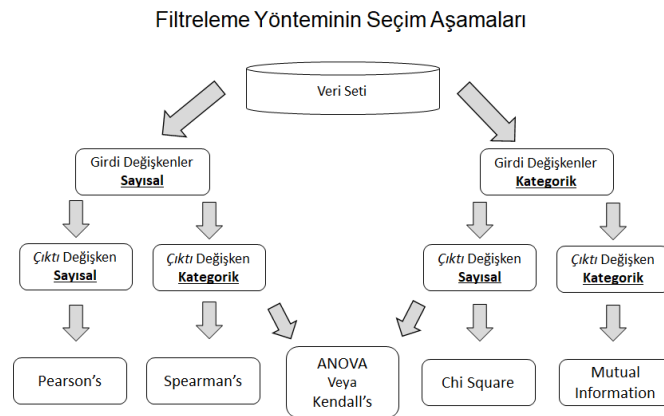 Filtreleme Yönteminin Seçim Aşamaları
Veri Seti
Girdi Değişkenler
Sayısal
Girdi Değişkenler
Kategorik
Çıktı Değişken
Sayısal
Çıktı Değişken
Kategorik
Çıktı Değişken
Sayısal
Çıktı Değişken
Kategorik
Pearson's
Spearman's
ANOVA
Veya
Kendall's
Chi Square
Mutual
Information